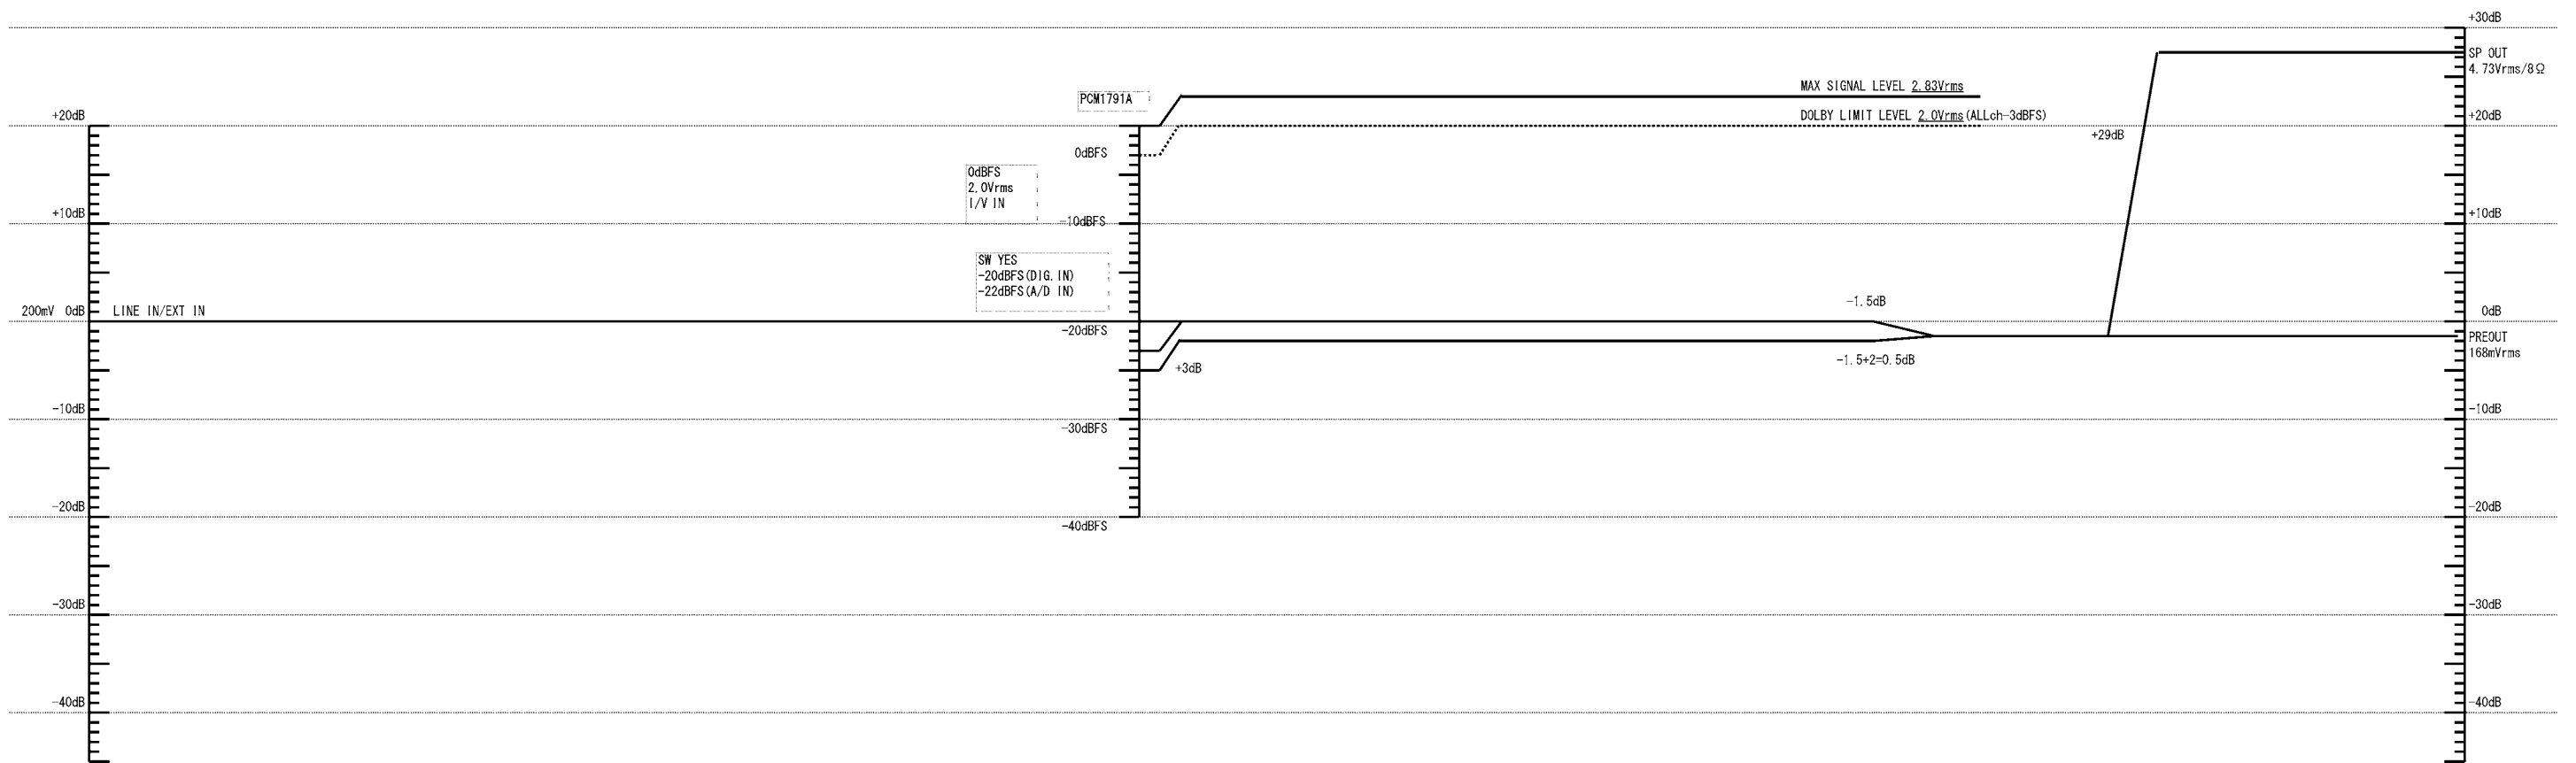 +30dB
SP OUT
4.73Vrms/8Ω
MAX SIGNAL LEVEL 2.83Vrms
PCM1791A
+20dB
DOLBY LIMIT LEVEL 2.0Vrms(ALLch-3dBFS)
+20dB
+29dB
0dBFS
0dBFS
2.0Vrms
I/V IN
+10dB
-10dBFS
+10dB
SW YES
-20dBFS(DIG.IN)
-22dBFS(A/D IN)
200mV 0dB
LINE IN/EXT IN
-1.5dB
0dB
-20dBFS
PREOUT
168mVrms
+3dB
-1.5+2=0.5dB
-10dB
-30dBFS
-10dB
-20dB
-40dBFS
-20dB
-30dB
-30dB
-40dB
-40dB